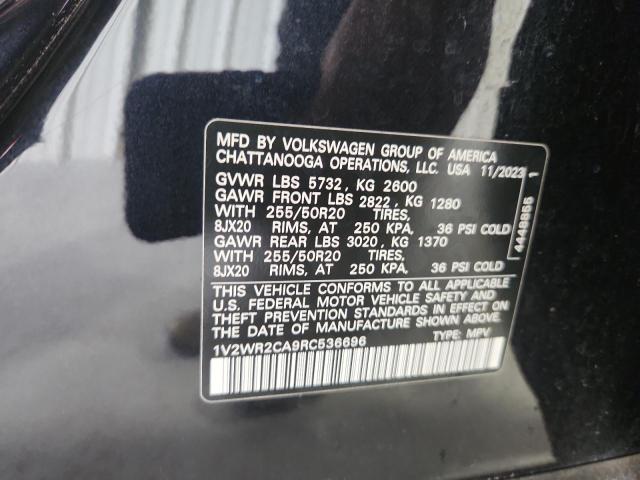 MFD BY VOLKSWAGEN GROUP OF AMERICA
CHATTANOOGA OPERATIONS, LLC. USA 11/2023
GVWR LBS 5732, KG 2600
GAWR FRONT LBS 2822, KG 1280
WITH 255/50R20 TIRES,
8JX20 RIMS, AT 250 KPA, 36 PSI COLD
GAWR REAR LBS 3020, KG 1370
WITH 255/50R20 TIRES,
8JX20 RIMS, AT 250 KPA, 36 PSI COLD
THIS VEHICLE CONFORMS TO ALL APPLICABLE
U.S. FEDERAL MOTOR VEHICLE SAFETY AND
THEFT PREVENTION STANDARDS IN EFFECT ON
THE DATE OF MANUFACTURE SHOWN ABOVE.
1V2WR2CA9RC536696 TYPE: MPV